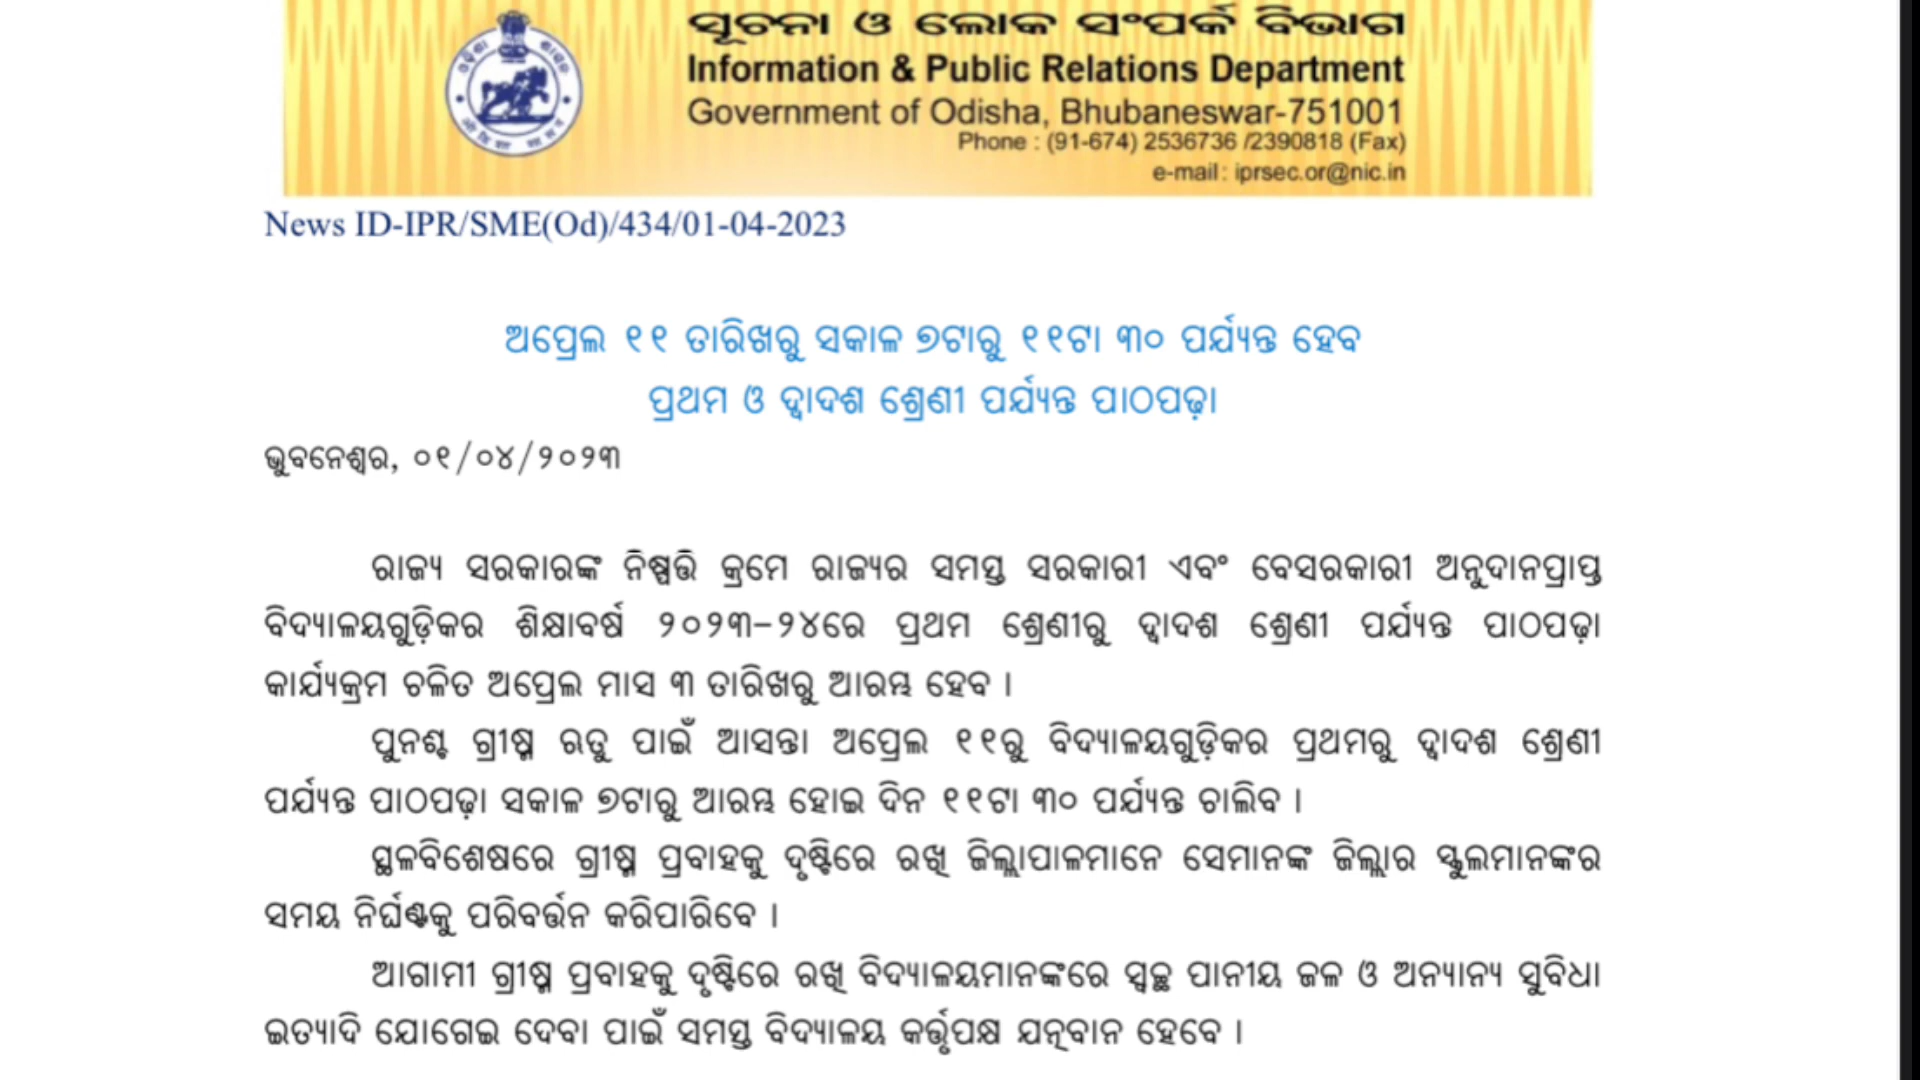 ସୂଚନା ଓ ଲୋକ ସଂପର୍କ ବିଭାଗ
Information & Public Relations Department
Government of Odisha, Bhubaneswar-751001
Phone : (91-674) 2536736 /2390818 (Fax)
e-mail : iprsec.or@nic.in
News ID-IPR/SME(Od)/434/01-04-2023
ଅପ୍ରେଲ ୧୧ ତାରିଖରୁ ସକାଳ ୭ଟାରୁ ୧୧ଟା ୩୦ ପର୍ଯ୍ୟନ୍ତ ହେବ
ପ୍ରଥମ ଓ ଦ୍ଵାଦଶ ଶ୍ରେଣୀ ପର୍ଯ୍ୟନ୍ତ ପାଠପଢ଼ା
ଭୁବନେଶ୍ୱର, ୦୧/୦୪/୨୦୨୩
ରାଜ୍ୟ ସରକାରଙ୍କ ନିଷ୍ପତ୍ତି କ୍ରମେ ରାଜ୍ୟର ସମସ୍ତ ସରକାରୀ ଏବଂ ବେସରକାରୀ ଅନୁଦାନପ୍ରାପ୍ତ
ବିଦ୍ୟାଳୟଗୁଡ଼ିକର ଶିକ୍ଷାବର୍ଷ ୨୦୨୩–୨୪ରେ ପ୍ରଥମ ଶ୍ରେଣୀରୁ ଦ୍ଵାଦଶ ଶ୍ରେଣୀ ପର୍ଯ୍ୟନ୍ତ ପାଠପଢ଼ା
କାର୍ଯ୍ୟକ୍ରମ ଚଳିତ ଅପ୍ରେଲ ମାସ ୩ ତାରିଖରୁ ଆରମ୍ଭ ହେବ ।
ପୁନଶ୍ଚ ଗ୍ରୀଷ୍ମ ଋତୁ ପାଇଁ ଆସନ୍ତା ଅପ୍ରେଲ ୧୧ରୁ ବିଦ୍ୟାଳୟଗୁଡ଼ିକର ପ୍ରଥମରୁ ଦ୍ଵାଦଶ ଶ୍ରେଣୀ
ପର୍ଯ୍ୟନ୍ତ ପାଠପଢ଼ା ସକାଳ ୭ଟାରୁ ଆରମ୍ଭ ହୋଇ ଦିନ ୧୧ଟା ୩୦ ପର୍ଯ୍ୟନ୍ତ ଚାଲିବ ।
ସ୍ଥଳବିଶେଷରେ ଗ୍ରୀଷ୍ମ ପ୍ରବାହକୁ ଦୃଷ୍ଟିରେ ରଖି ଜିଲ୍ଲାପାଳମାନେ ସେମାନଙ୍କ ଜିଲ୍ଲାର ସ୍କୁଲମାନଙ୍କର
ସମୟ ନିର୍ଘଣ୍ଟକୁ ପରିବର୍ତ୍ତନ କରିପାରିବେ ।
ଆଗାମୀ ଗ୍ରୀଷ୍ମ ପ୍ରବାହକୁ ଦୃଷ୍ଟିରେ ରଖି ବିଦ୍ୟାଳୟମାନଙ୍କରେ ସ୍ୱଚ୍ଛ ପାନୀୟ ଜଳ ଓ ଅନ୍ୟାନ୍ୟ ସୁବିଧା
ଇତ୍ୟାଦି ଯୋଗେଇ ଦେବା ପାଇଁ ସମସ୍ତ ବିଦ୍ୟାଳୟ କର୍ତ୍ତୃପକ୍ଷ ଯତ୍ନବାନ ହେବେ ।